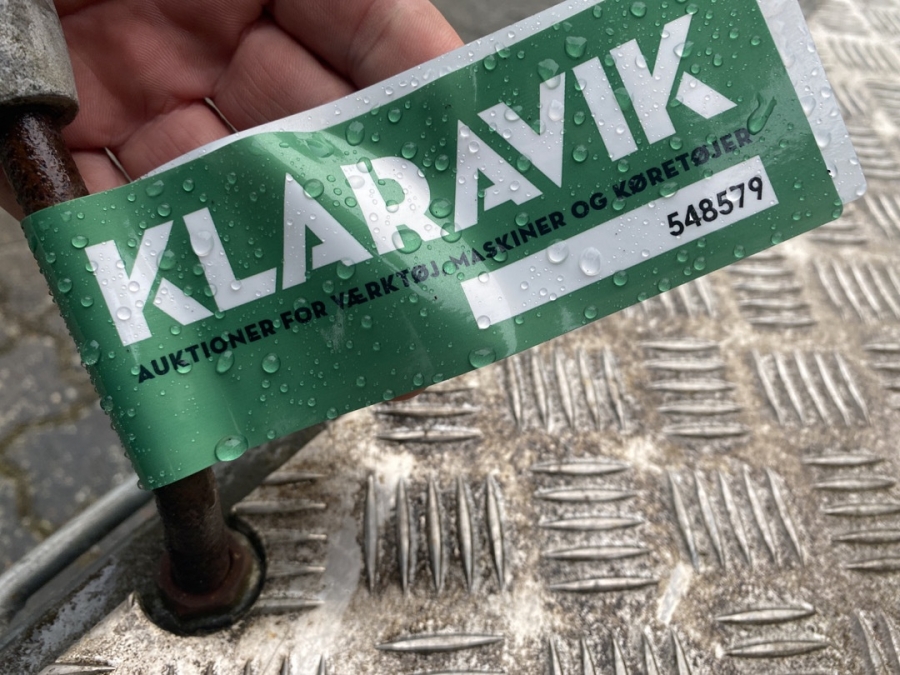 KLARAVIK
AUKTIONER FOR VÆRKTØJ, MASKINER OG KØRETØJER
548579